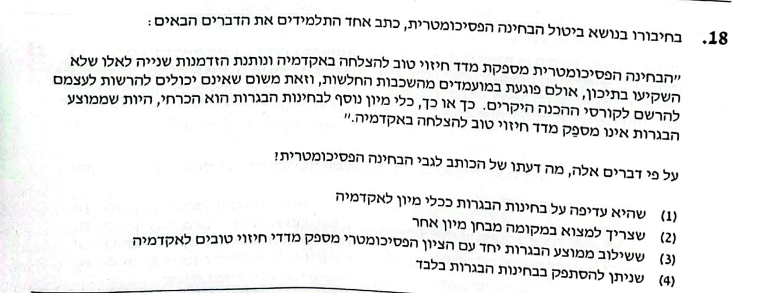 18. בחיבורו בנושא ביטול הבחינה הפסיכומטרית, כתב אחד התלמידים את הדברים הבאים:
"הבחינה הפסיכומטרית מספקת מדד חיזוי טוב להצלחה באקדמיה ונותנת הזדמנות שנייה לאלו שלא
השקיעו בתיכון, אולם פוגעת במועמדים מהשכבות החלשות, וזאת משום שאינם יכולים להרשות לעצמם
להרשם לקורסי ההכנה היקרים. כך או כך, כלי מיון נוסף לבחינות הבגרות הוא הכרחי, היות שממוצע
הבגרות אינו מספֵק מדד חיזוי טוב להצלחה באקדמיה."
על פי דברים אלה, מה דעתו של הכותב לגבי הבחינה הפסיכומטרית?
(1) שהיא עדיפה על בחינות הבגרות ככלי מיון לאקדמיה
(2) שצריך למצוא במקומה מבחן מיון אחר
(3) ששילוב ממוצע הבגרות יחד עם הציון הפסיכומטרי מספק מדדי חיזוי טובים לאקדמיה
(4) שניתן להסתפק בבחינות הבגרות בלבד